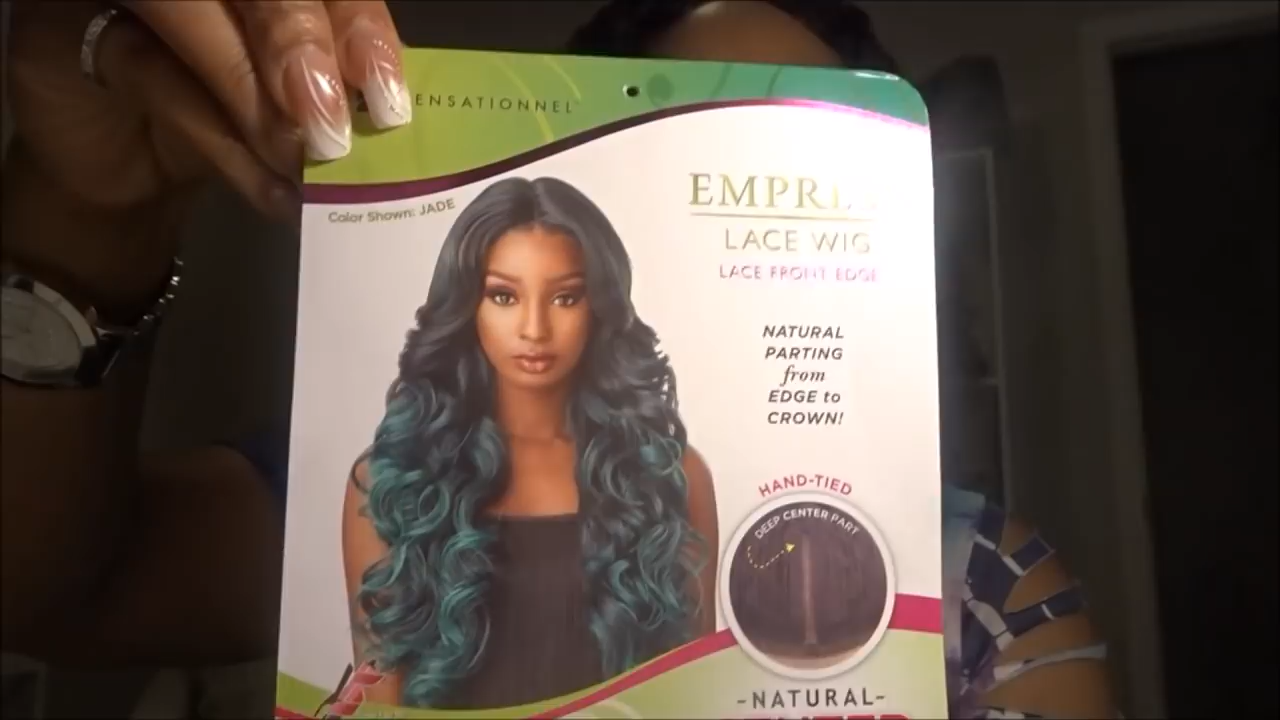 ENSATIONNEL
Color Shown: JADE
EMPRE
LACE WIG
LACE FRONT EDGE
NATURAL
PARTING
from
EDGE to
CROWN!
HAND-TIED
DEEP CENTER PART
-NATURAL-